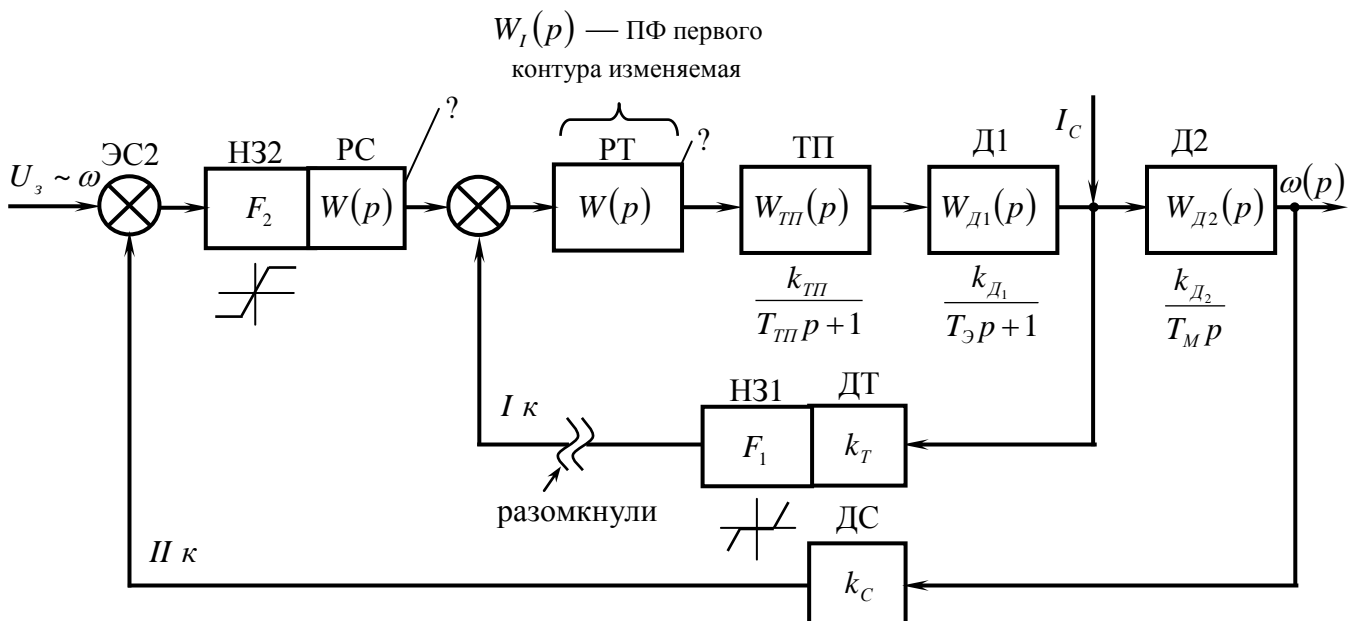 W_I(p) — ПФ первого
контура изменяемая
?
I_C
ЭС2
НЗ2
РС
РТ
?
ТП
Д1
Д2
U_з ~ ω
F_2
W(p)
W(p)
W_ТП(p)
W_Д1(p)
W_Д2(p)
ω(p)
k_ТП
T_ТП p + 1
k_Д1
T_Э p + 1
k_Д2
T_М p
НЗ1
ДТ
I к
F_1
k_T
разомкнули
ДС
II к
k_C